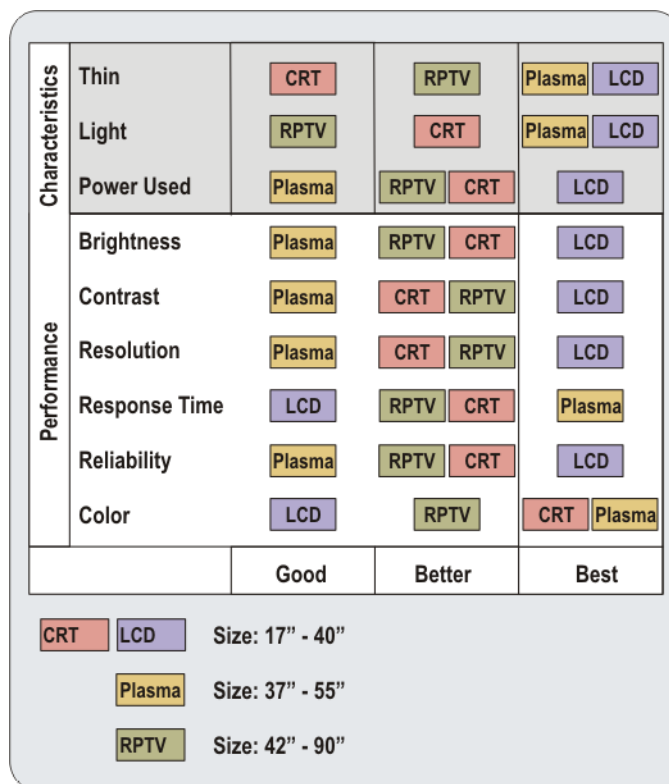 Characteristics
Thin CRT RPTV Plasma LCD
Light RPTV CRT Plasma LCD
Power Used Plasma RPTV CRT LCD
Performance
Brightness Plasma RPTV CRT LCD
Contrast Plasma CRT RPTV LCD
Resolution Plasma CRT RPTV LCD
Response Time LCD RPTV CRT Plasma
Reliability Plasma RPTV CRT LCD
Color LCD RPTV CRT Plasma
Good Better Best
CRT LCD Size: 17” - 40”
Plasma Size: 37” - 55”
RPTV Size: 42” - 90”